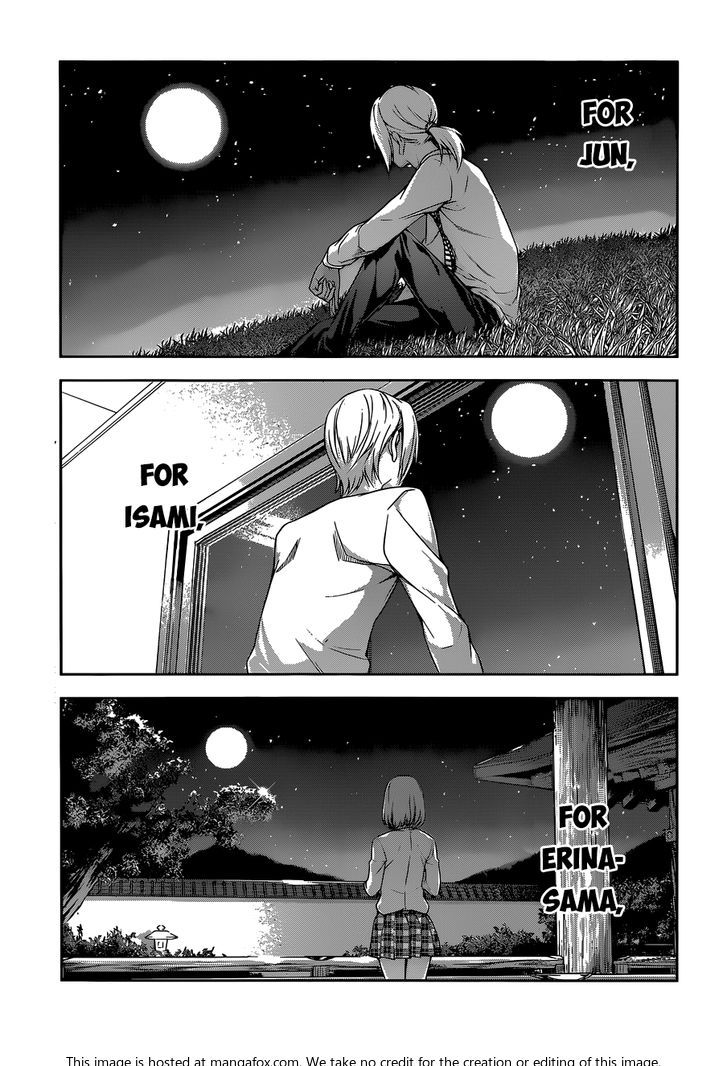 FOR
JUN,
FOR
ISAMI,
FOR
ERINA-
SAMA,
This image is hosted at mangafox.com. We take no credit for the creation or editing of this image.